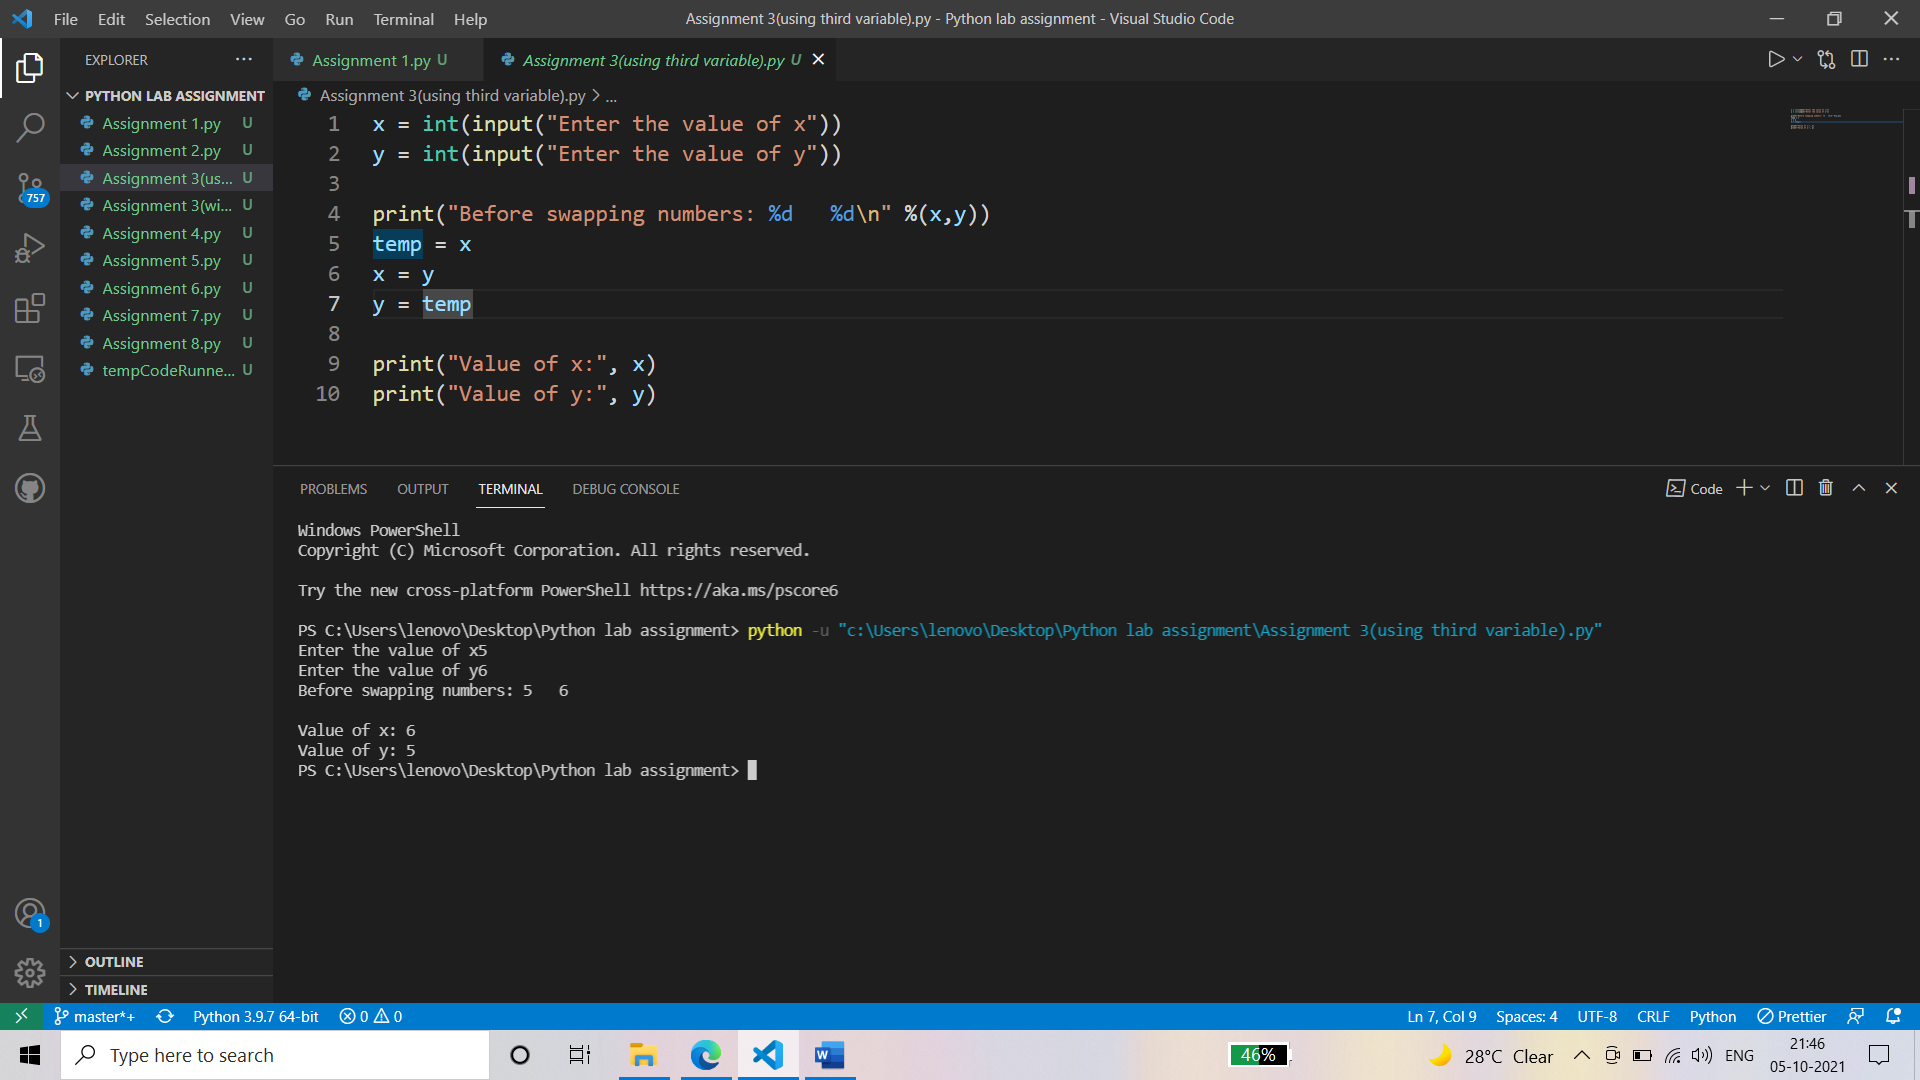 File Edit Selection View Go Run Terminal Help
Assignment 3(using third variable).py - Python lab assignment - Visual Studio Code
EXPLORER
PYTHON LAB ASSIGNMENT
Assignment 1.py U
Assignment 2.py U
Assignment 3(us... U
Assignment 3(wi... U
Assignment 4.py U
Assignment 5.py U
Assignment 6.py U
Assignment 7.py U
Assignment 8.py U
tempCodeRunne... U
757
1
OUTLINE
TIMELINE
Assignment 1.py U
Assignment 3(using third variable).py U
Assignment 3(using third variable).py > ...
1 x = int(input("Enter the value of x"))
2 y = int(input("Enter the value of y"))
3
4 print("Before swapping numbers: %d   %d\n" %(x,y))
5 temp = x
6 x = y
7 y = temp
8
9 print("Value of x:", x)
10 print("Value of y:", y)
PROBLEMS OUTPUT TERMINAL DEBUG CONSOLE
Code
Windows PowerShell
Copyright (C) Microsoft Corporation. All rights reserved.
Try the new cross-platform PowerShell https://aka.ms/pscore6
PS C:\Users\lenovo\Desktop\Python lab assignment> python -u "c:\Users\lenovo\Desktop\Python lab assignment\Assignment 3(using third variable).py"
Enter the value of x5
Enter the value of y6
Before swapping numbers: 5   6
Value of x: 6
Value of y: 5
PS C:\Users\lenovo\Desktop\Python lab assignment>
master*+ Python 3.9.7 64-bit 0 0
Ln 7, Col 9 Spaces: 4 UTF-8 CRLF Python Prettier
Type here to search
46%
28°C Clear
ENG
21:46
05-10-2021